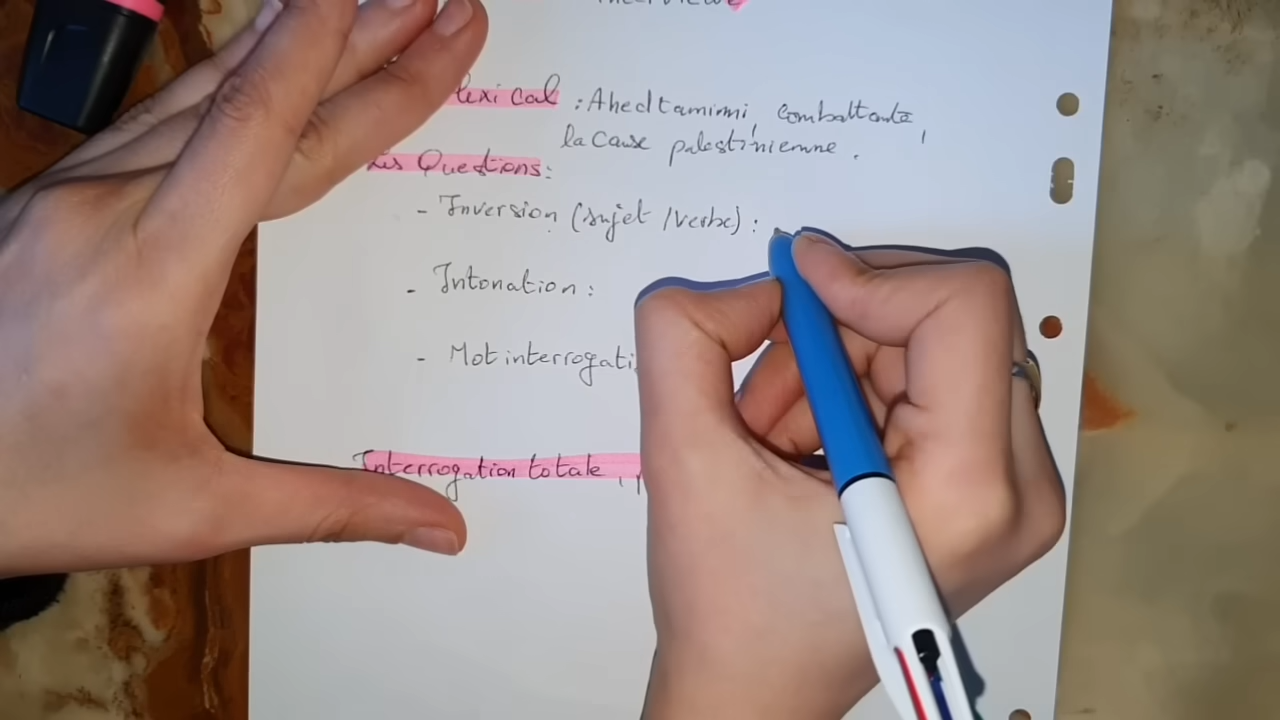 lexical : Ahed tamimi, combattante,
la cause palestinienne.
Les Questions:
- Inversion (sujet / verbe) :
- Intonation :
- Mot interrogati
Interrogation totale,